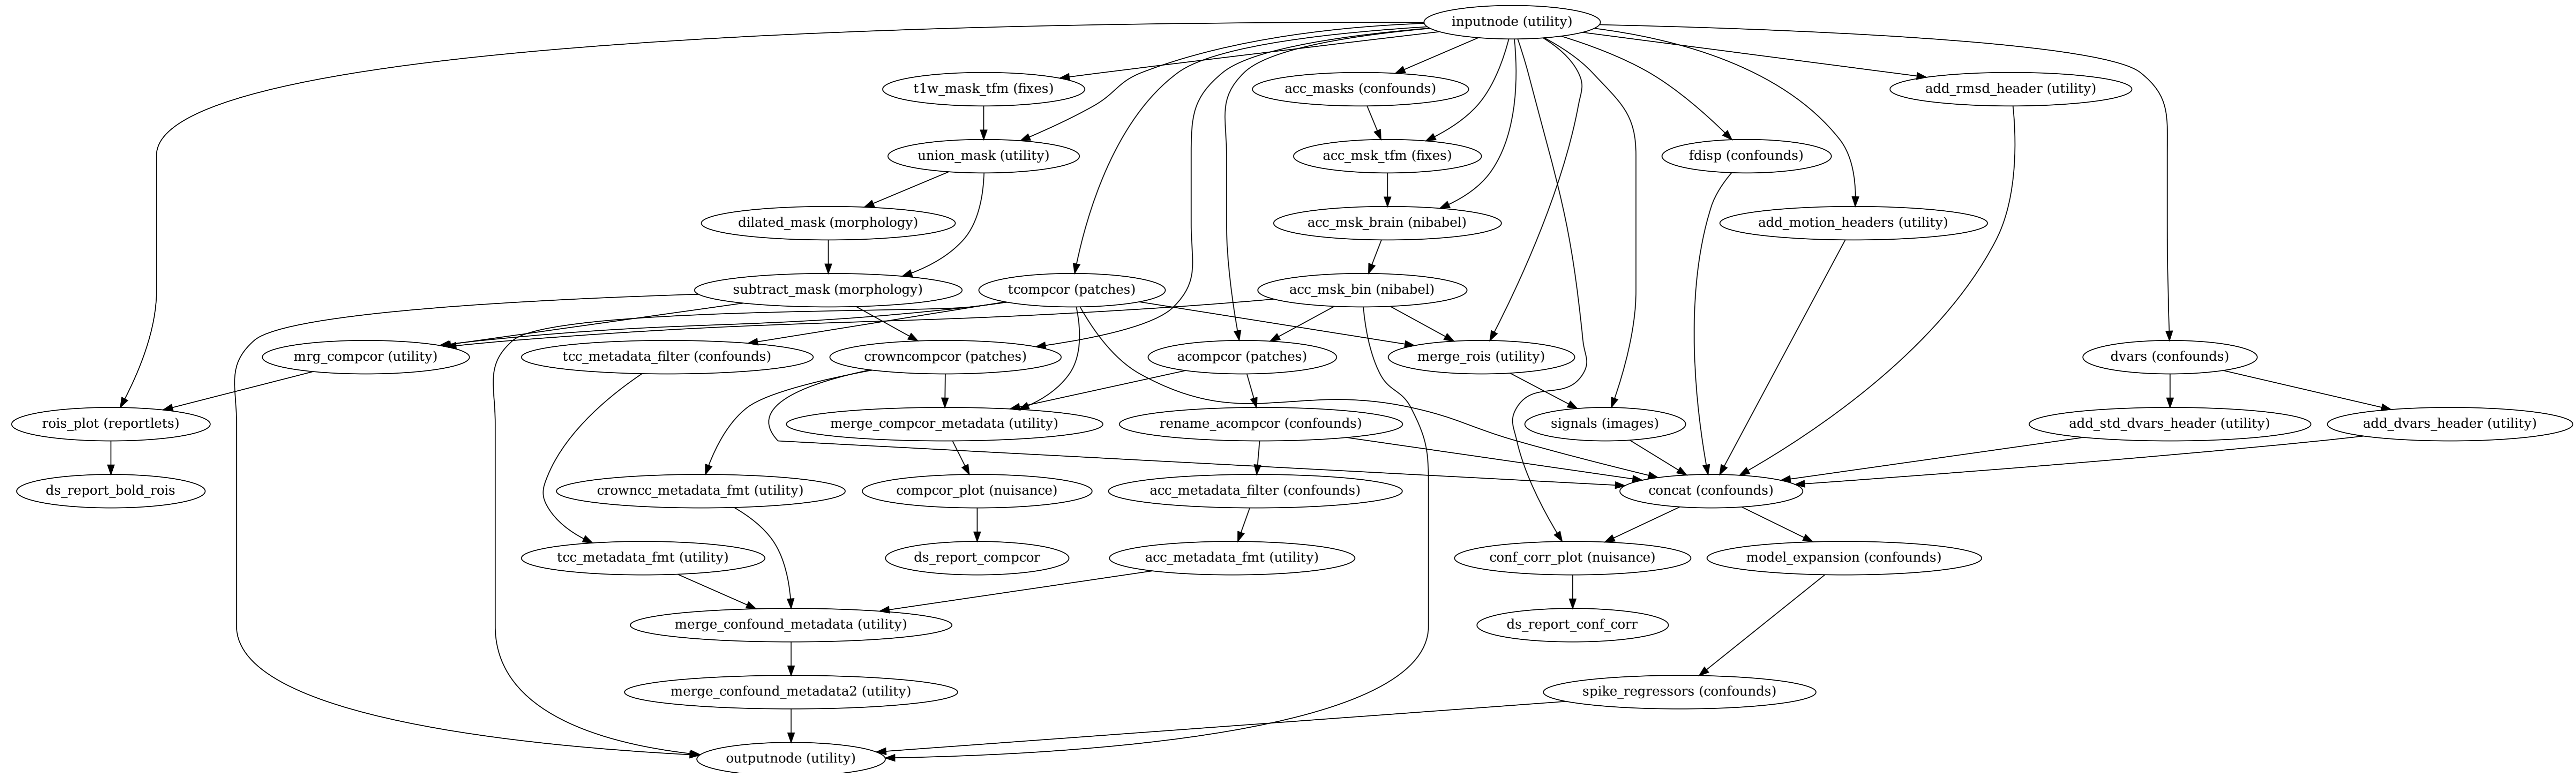 inputnode (utility)
t1w_mask_tfm (fixes)
acc_masks (confounds)
add_rmsd_header (utility)
union_mask (utility)
acc_msk_tfm (fixes)
fdisp (confounds)
dilated_mask (morphology)
acc_msk_brain (nibabel)
add_motion_headers (utility)
subtract_mask (morphology)
tcompcor (patches)
acc_msk_bin (nibabel)
mrg_compcor (utility)
tcc_metadata_filter (confounds)
crowncompcor (patches)
acompcor (patches)
merge_rois (utility)
dvars (confounds)
rois_plot (reportlets)
merge_compcor_metadata (utility)
rename_acompcor (confounds)
signals (images)
add_std_dvars_header (utility)
add_dvars_header (utility)
ds_report_bold_rois
crowncc_metadata_fmt (utility)
compcor_plot (nuisance)
acc_metadata_filter (confounds)
concat (confounds)
tcc_metadata_fmt (utility)
ds_report_compcor
acc_metadata_fmt (utility)
conf_corr_plot (nuisance)
model_expansion (confounds)
merge_confound_metadata (utility)
ds_report_conf_corr
merge_confound_metadata2 (utility)
spike_regressors (confounds)
outputnode (utility)